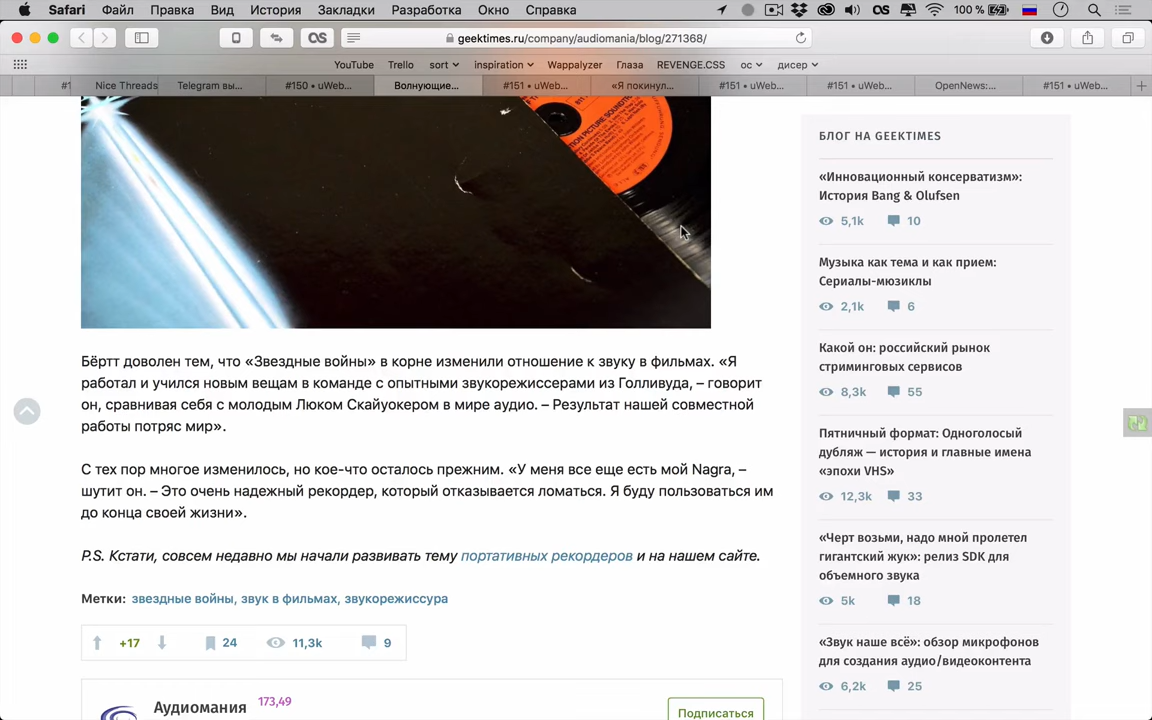 Safari Файл Правка Вид История Закладки Разработка Окно Справка
100 %
geektimes.ru/company/audiomania/blog/271368/
YouTube Trello sort inspiration Wappalyzer Глаза REVENGE.CSS ос дисер
#1 Nice Threads Telegram вы... #150 • uWeb... Волнующие... #151 • uWeb... «Я покинул... #151 • uWeb... #151 • uWeb... OpenNews:... #151 • uWeb...
Бёртт доволен тем, что «Звездные войны» в корне изменили отношение к звуку в фильмах. «Я
работал и учился новым вещам в команде с опытными звукорежиссерами из Голливуда, – говорит
он, сравнивая себя с молодым Люком Скайуокером в мире аудио. – Результат нашей совместной
работы потряс мир».
С тех пор многое изменилось, но кое-что осталось прежним. «У меня все еще есть мой Nagra, –
шутит он. – Это очень надежный рекордер, который отказывается ломаться. Я буду пользоваться им
до конца своей жизни».
P.S. Кстати, совсем недавно мы начали развивать тему портативных рекордеров и на нашем сайте.
Метки: звездные войны, звук в фильмах, звукорежиссура
+17 24 11,3k 9
Аудиомания 173,49
Подписаться
БЛОГ НА GEEKTIMES
«Инновационный консерватизм»:
История Bang & Olufsen
5,1k 10
Музыка как тема и как прием:
Сериалы-мюзиклы
2,1k 6
Какой он: российский рынок
стриминговых сервисов
8,3k 55
Пятничный формат: Одноголосый
дубляж — история и главные имена
«эпохи VHS»
12,3k 33
«Черт возьми, надо мной пролетел
гигантский жук»: релиз SDK для
объемного звука
5k 18
«Звук наше всё»: обзор микрофонов
для создания аудио/видеоконтента
6,2k 25